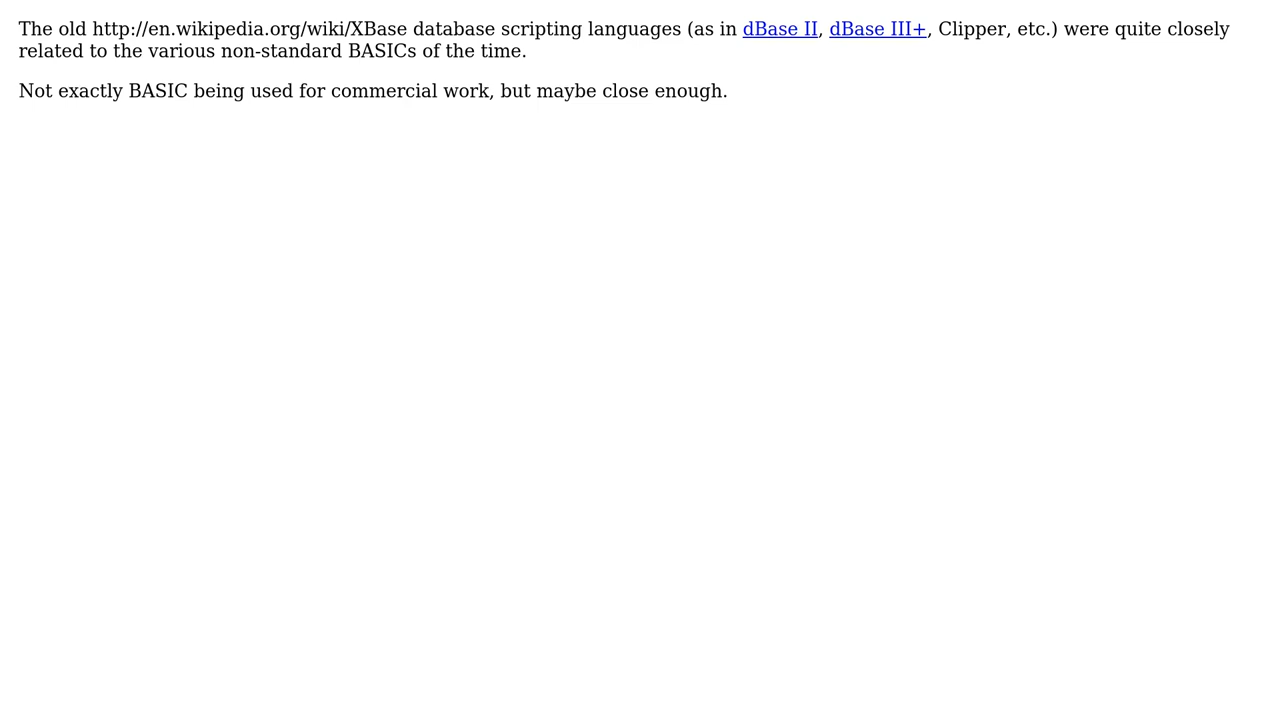 The old http://en.wikipedia.org/wiki/XBase database scripting languages (as in dBase II, dBase III+, Clipper, etc.) were quite closely
related to the various non-standard BASICs of the time.
Not exactly BASIC being used for commercial work, but maybe close enough.